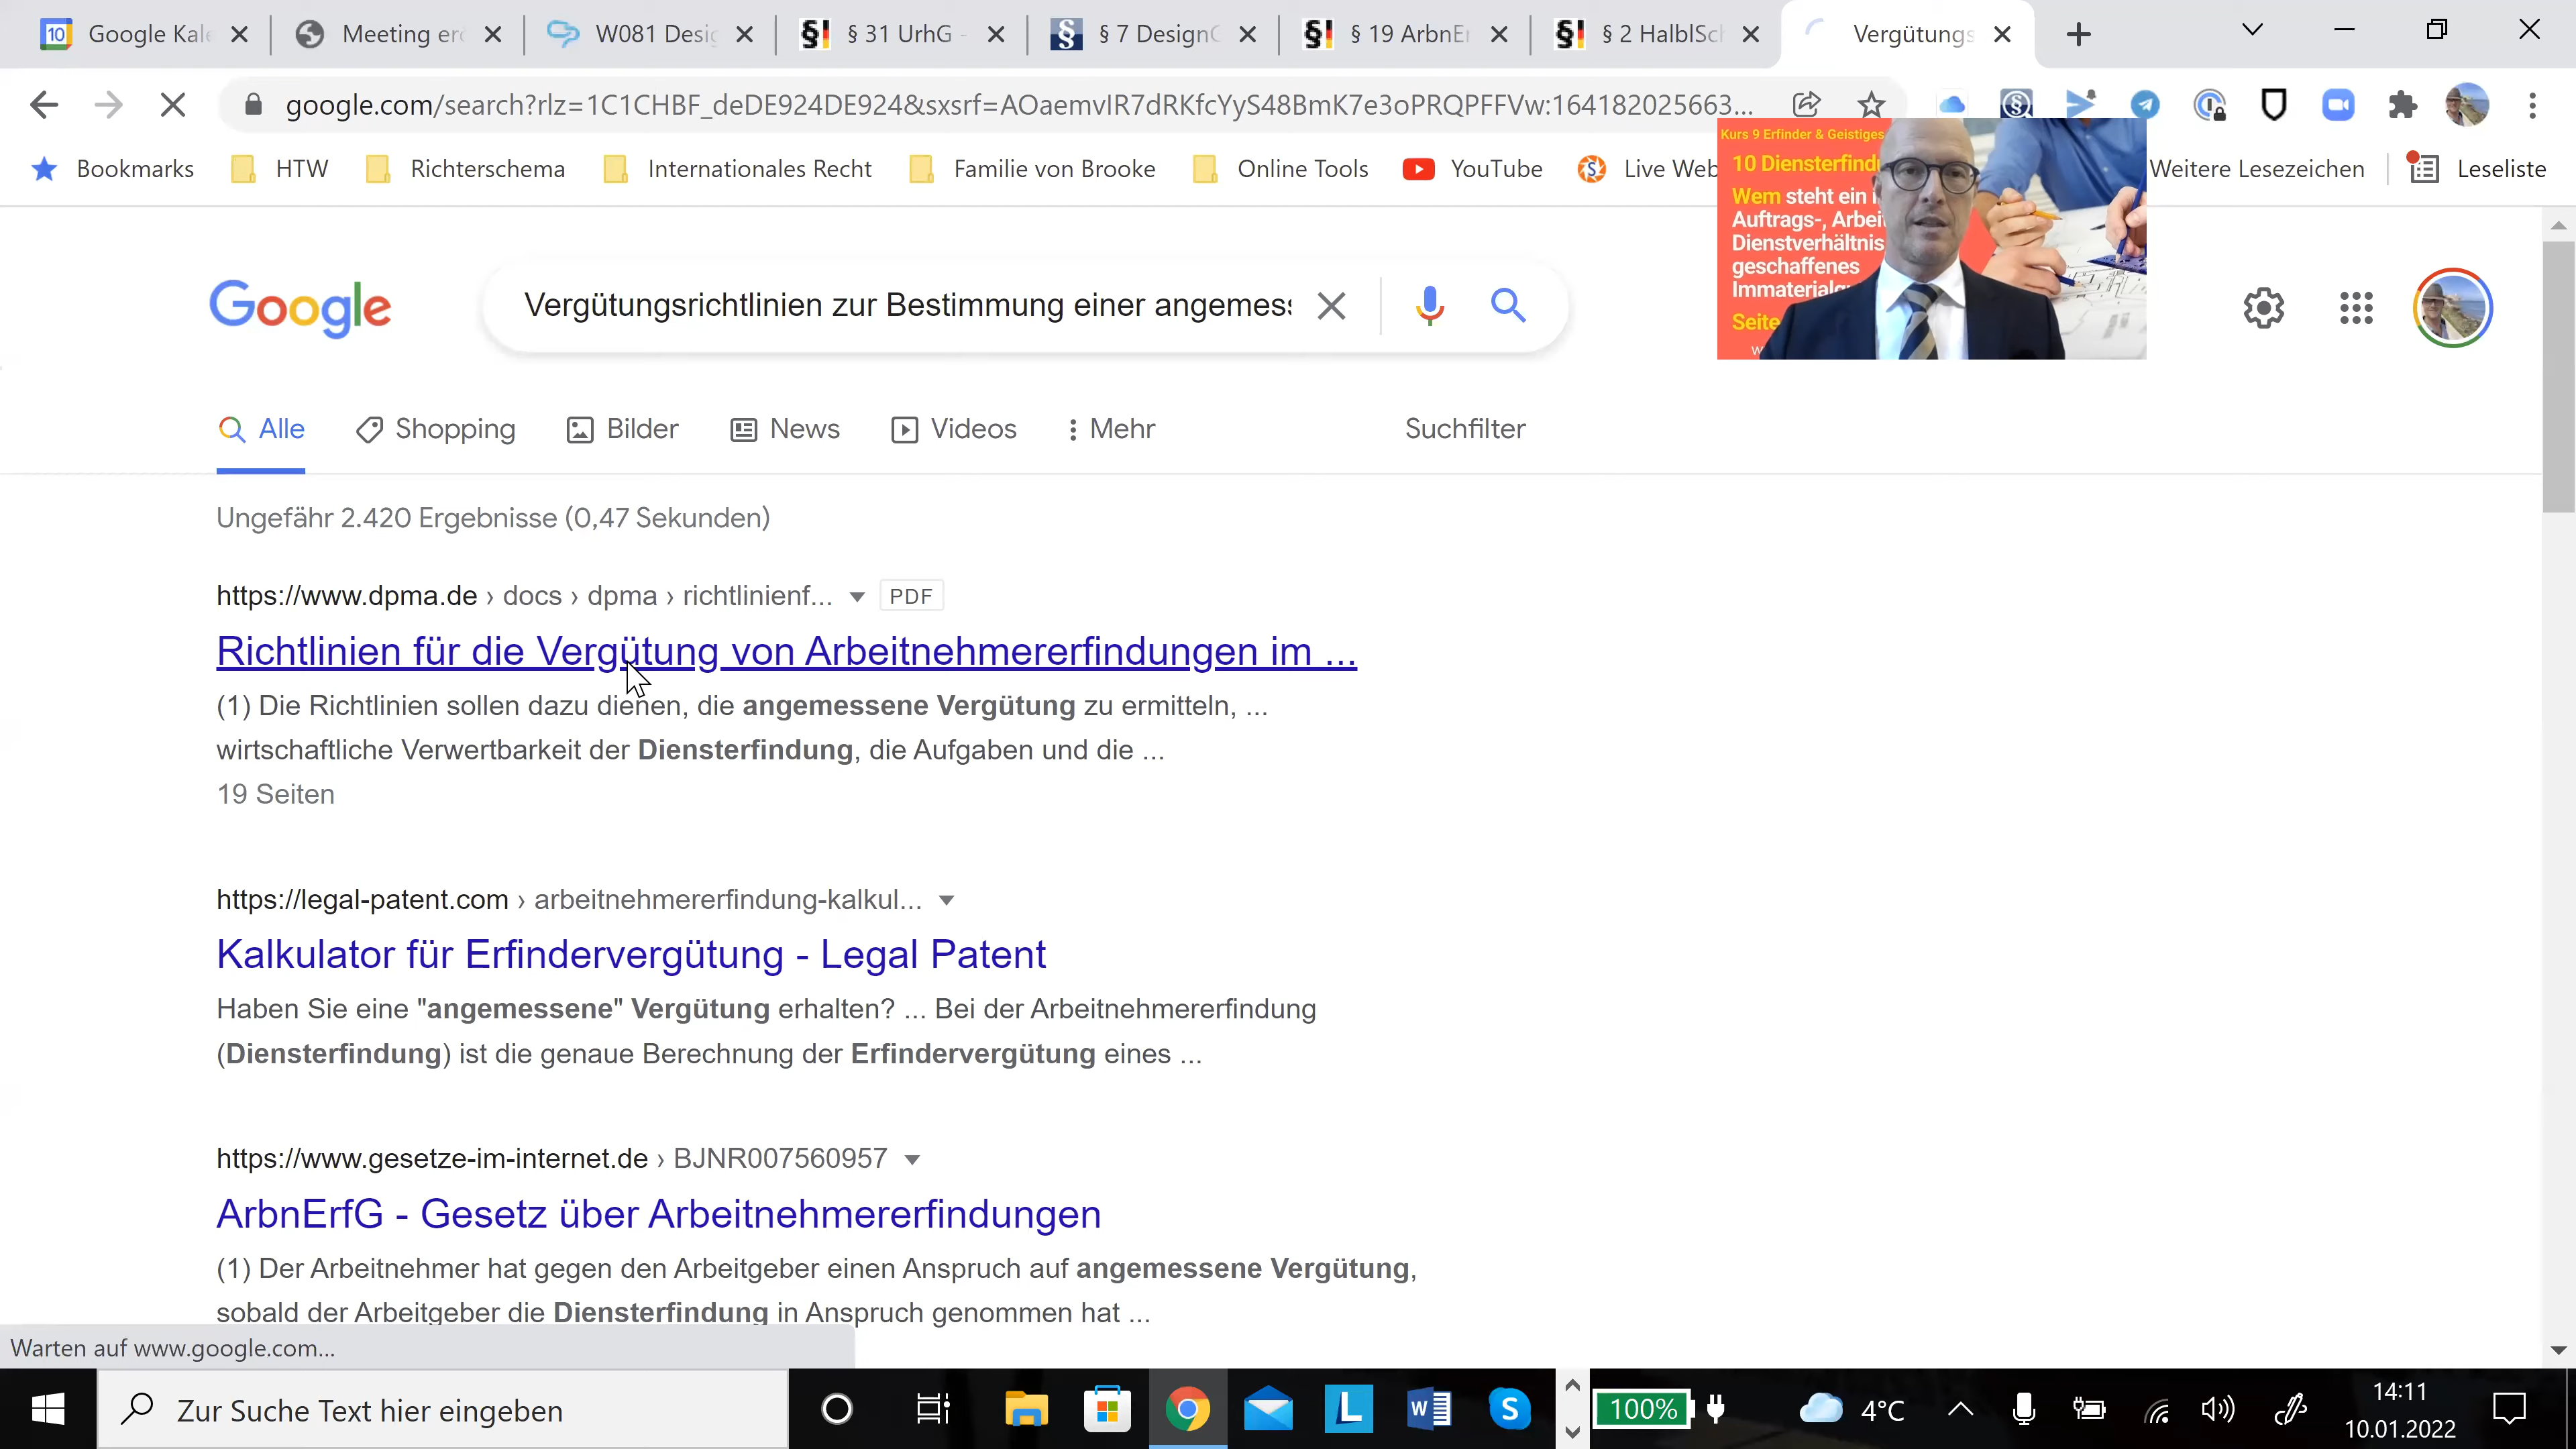 10
Google Kale
Meeting erö
W081 Desig
§ 31 UrhG -
§ 7 DesignG
§ 19 ArbnEr
§ 2 HalblSch
Vergütungs
google.com/search?rlz=1C1CHBF_deDE924DE924&sxsrf=AOaemvIR7dRKfcYyS48BmK7e3oPRQPFFVw:164182025663...
Bookmarks
HTW
Richterschema
Internationales Recht
Familie von Brooke
Online Tools
YouTube
Live Web
Weitere Lesezeichen
Leseliste
Kurs 9 Erfinder & Geistiges
10 Diensterfind
Wem steht ein
Auftrags-, Arbei
Dienstverhältnis
geschaffenes
Immaterialg
Seite
Google
Vergütungsrichtlinien zur Bestimmung einer angemess
Alle
Shopping
Bilder
News
Videos
Mehr
Suchfilter
Ungefähr 2.420 Ergebnisse (0,47 Sekunden)
https://www.dpma.de › docs › dpma › richtlinienf...
PDF
Richtlinien für die Vergütung von Arbeitnehmererfindungen im ...
(1) Die Richtlinien sollen dazu dienen, die angemessene Vergütung zu ermitteln, ...
wirtschaftliche Verwertbarkeit der Diensterfindung, die Aufgaben und die ...
19 Seiten
https://legal-patent.com › arbeitnehmererfindung-kalkul...
Kalkulator für Erfindervergütung - Legal Patent
Haben Sie eine "angemessene" Vergütung erhalten? ... Bei der Arbeitnehmererfindung
(Diensterfindung) ist die genaue Berechnung der Erfindervergütung eines ...
https://www.gesetze-im-internet.de › BJNR007560957
ArbnErfG - Gesetz über Arbeitnehmererfindungen
(1) Der Arbeitnehmer hat gegen den Arbeitgeber einen Anspruch auf angemessene Vergütung,
sobald der Arbeitgeber die Diensterfindung in Anspruch genommen hat ...
Warten auf www.google.com...
Zur Suche Text hier eingeben
100%
4°C
14:11
10.01.2022